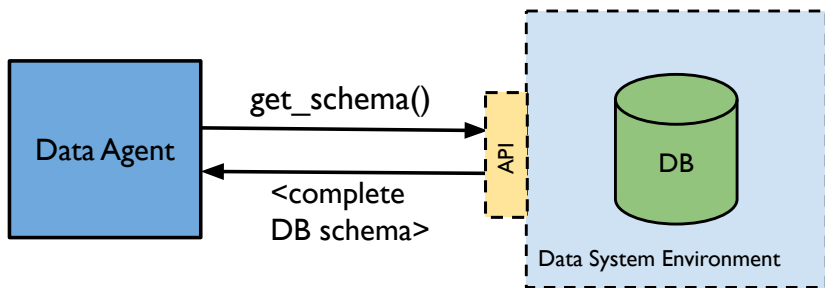 Data Agent
get_schema()
<complete
DB schema>
API
DB
Data System Environment